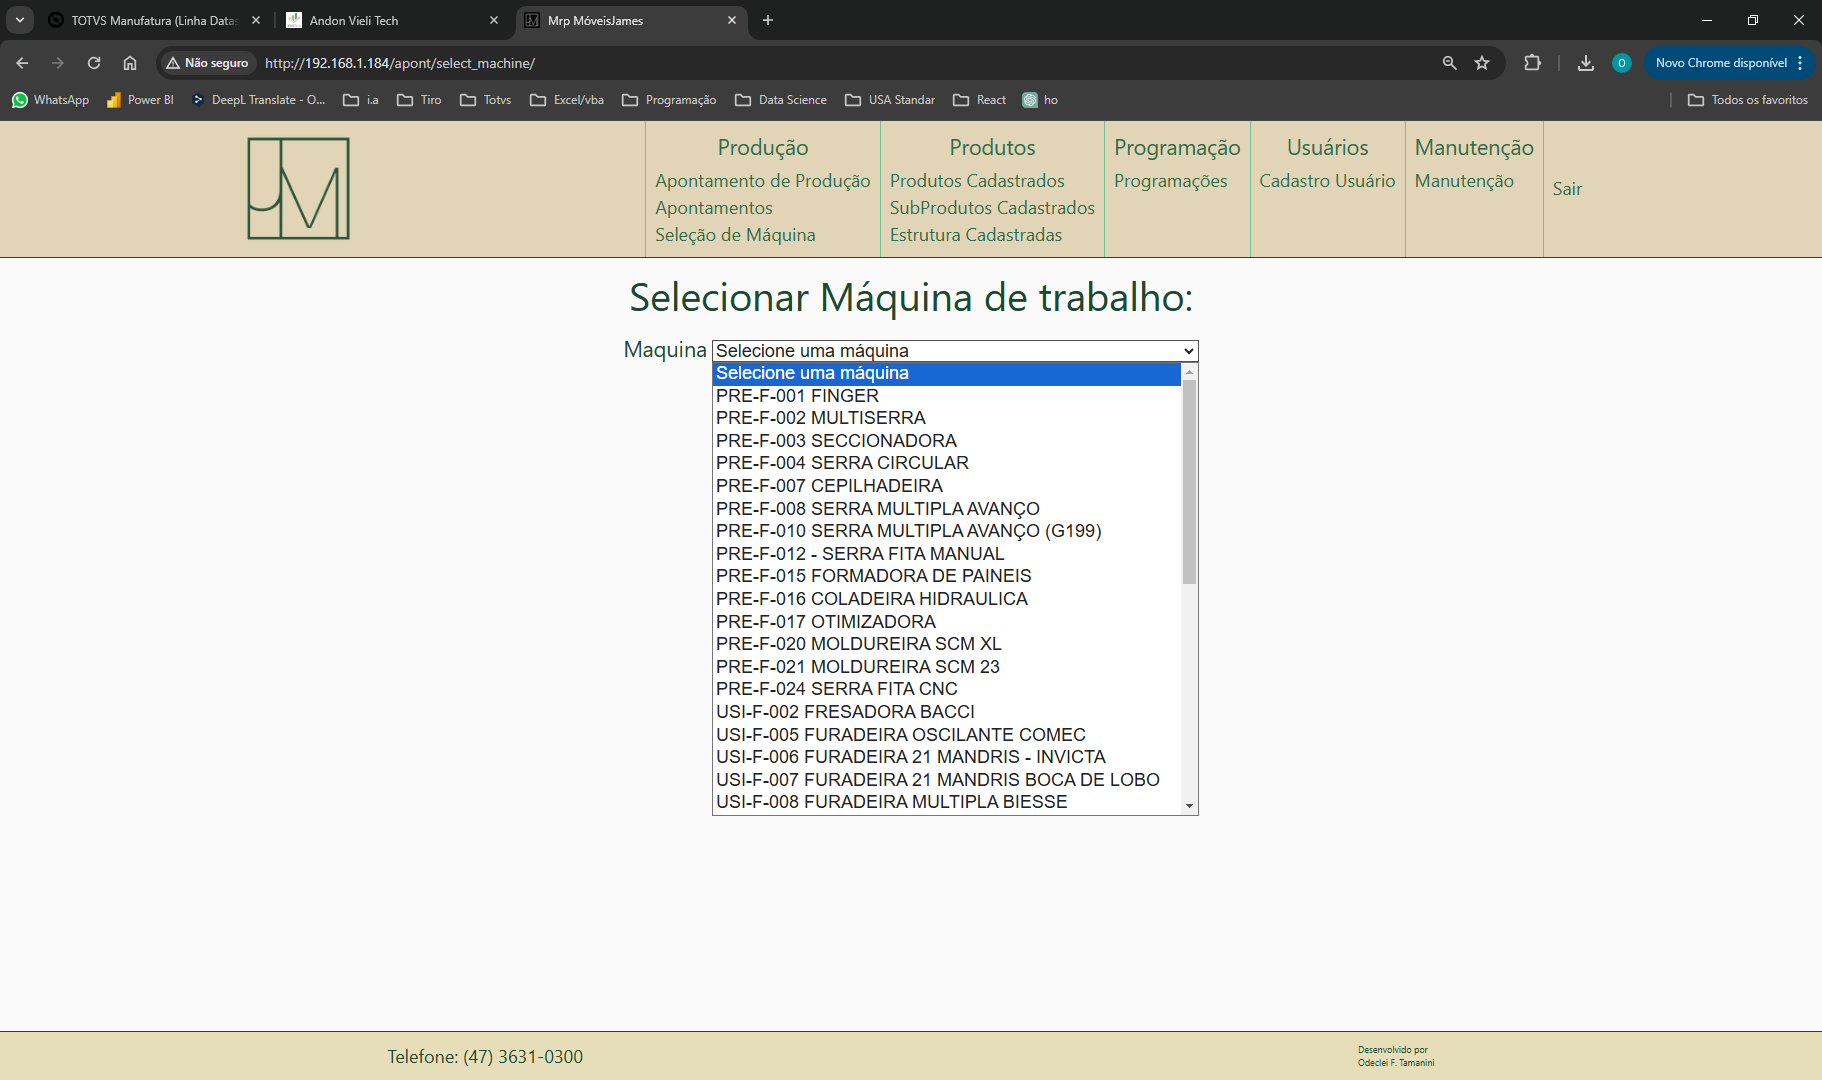 TOTVS Manufatura (Linha Datas
Andon Vieli Tech
Mrp MóveisJames
Não seguro
http://192.168.1.184/apont/select_machine/
O
Novo Chrome disponível
WhatsApp
Power BI
DeepL Translate - O...
i.a
Tiro
Totvs
Excel/vba
Programação
Data Science
USA Standar
React
ho
Todos os favoritos
JM
Produção
Apontamento de Produção
Apontamentos
Seleção de Máquina
Produtos
Produtos Cadastrados
SubProdutos Cadastrados
Estrutura Cadastradas
Programação
Programações
Usuários
Cadastro Usuário
Manutenção
Manutenção
Sair
Selecionar Máquina de trabalho:
Maquina
Selecione uma máquina
Selecione uma máquina
PRE-F-001 FINGER
PRE-F-002 MULTISERRA
PRE-F-003 SECCIONADORA
PRE-F-004 SERRA CIRCULAR
PRE-F-007 CEPILHADEIRA
PRE-F-008 SERRA MULTIPLA AVANÇO
PRE-F-010 SERRA MULTIPLA AVANÇO (G199)
PRE-F-012 - SERRA FITA MANUAL
PRE-F-015 FORMADORA DE PAINEIS
PRE-F-016 COLADEIRA HIDRAULICA
PRE-F-017 OTIMIZADORA
PRE-F-020 MOLDUREIRA SCM XL
PRE-F-021 MOLDUREIRA SCM 23
PRE-F-024 SERRA FITA CNC
USI-F-002 FRESADORA BACCI
USI-F-005 FURADEIRA OSCILANTE COMEC
USI-F-006 FURADEIRA 21 MANDRIS - INVICTA
USI-F-007 FURADEIRA 21 MANDRIS BOCA DE LOBO
USI-F-008 FURADEIRA MULTIPLA BIESSE
Telefone: (47) 3631-0300
Desenvolvido por
Odeclei F. Tamanini